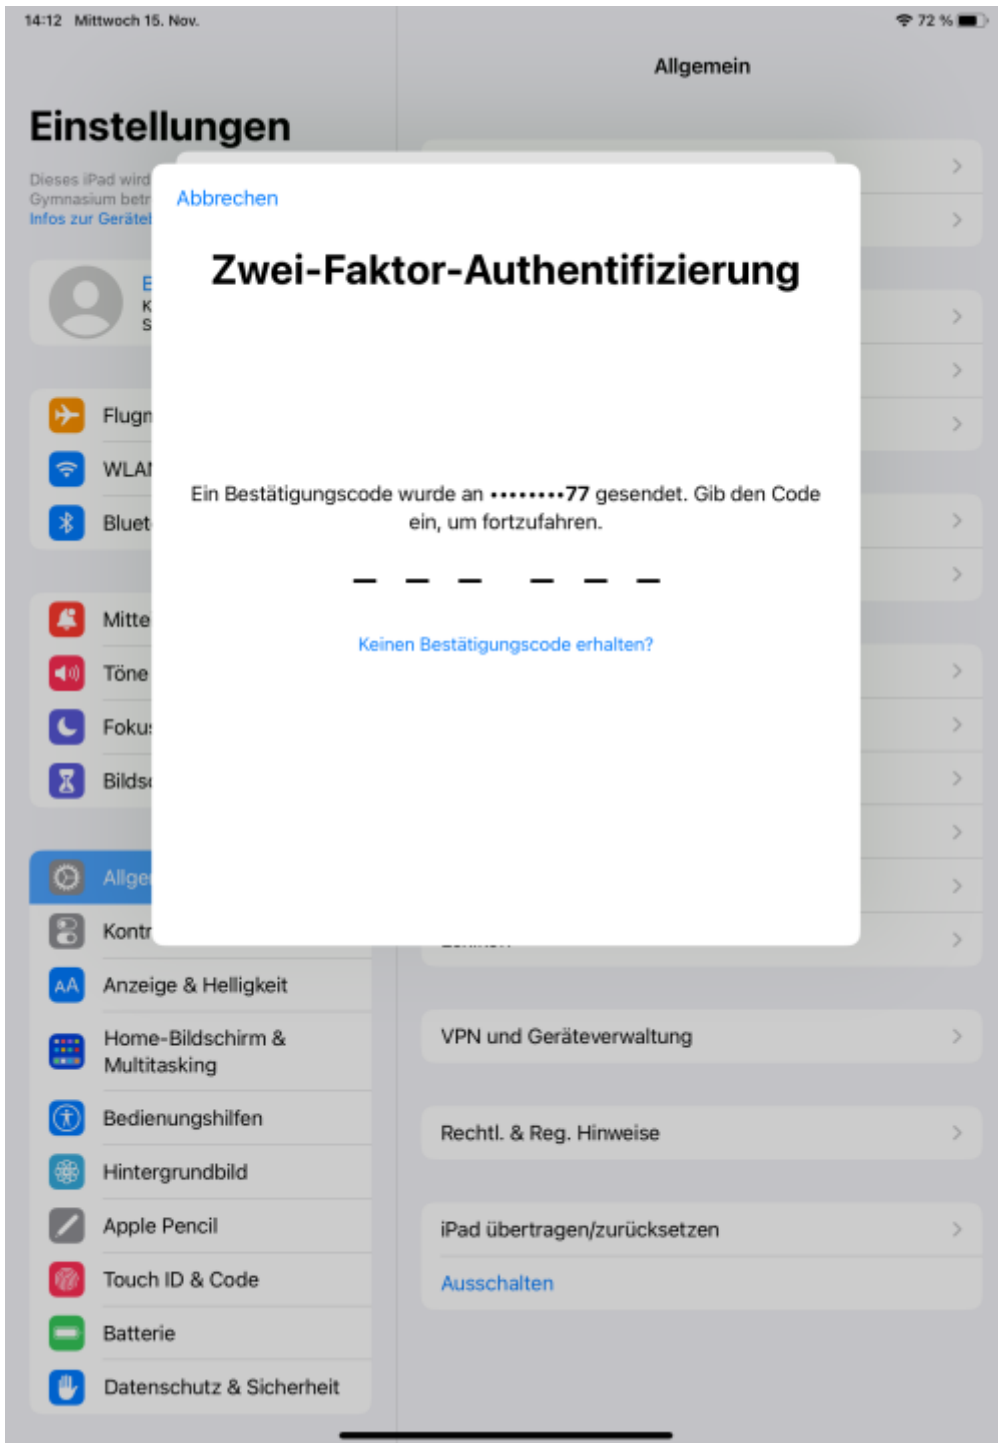 14:12 Mittwoch 15. Nov.
72 %
Allgemein
Einstellungen
Dieses iPad wird
Gymnasium betr
Infos zur
Abbrechen
Zwei-Faktor-Authentifizierung
Ein Bestätigungscode wurde an ••••••••77 gesendet. Gib den Code
ein, um fortzufahren.
Keinen Bestätigungscode erhalten?
E
K
S
Flugm
WLAN
Bluet
Mitte
Töne
Fokus
Bildsc
Allge
Kontr
Anzeige & Helligkeit
Home-Bildschirm &
Multitasking
Bedienungshilfen
Hintergrundbild
Apple Pencil
Touch ID & Code
Batterie
Datenschutz & Sicherheit
VPN und Geräteverwaltung
Rechtl. & Reg. Hinweise
iPad übertragen/zurücksetzen
Ausschalten